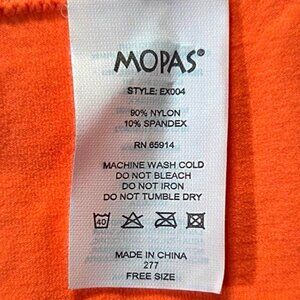 MOPAS®
STYLE: EX004
90% NYLON
10% SPANDEX
RN 65914
MACHINE WASH COLD
DO NOT BLEACH
DO NOT IRON
DO NOT TUMBLE DRY
40
MADE IN CHINA
277
FREE SIZE